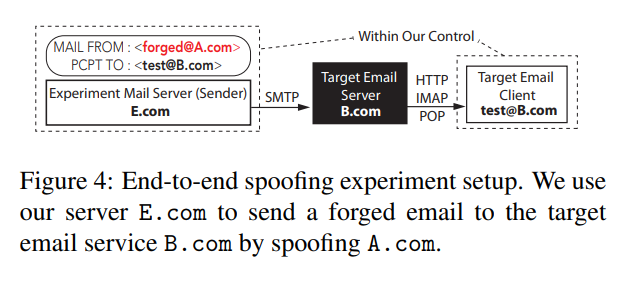 MAIL FROM : <forged@A.com>
PCPT TO : <test@B.com>
Experiment Mail Server (Sender)
E.com
SMTP
Target Email
Server
B.com
HTTP
IMAP
POP
Within Our Control
Target Email
Client
test@B.com
Figure 4: End-to-end spoofing experiment setup. We use
our server E.com to send a forged email to the target
email service B.com by spoofing A.com.